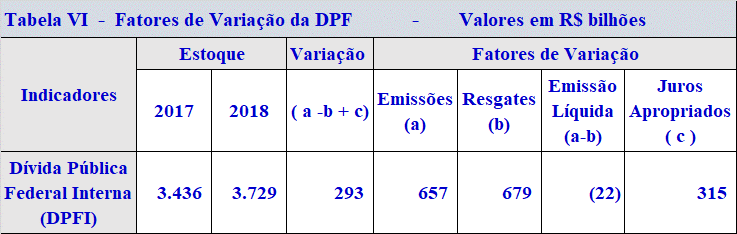 Tabela VI - Fatores de Variação da DPF - Valores em R$ bilhões
Indicadores
Estoque
Variação
Fatores de Variação
2017
2018
( a -b + c)
Emissões
(a)
Resgates
(b)
Emissão
Líquida
(a-b)
Juros
Apropriados
( c )
Dívida Pública
Federal Interna
(DPFI)
3.436
3.729
293
657
679
(22)
315